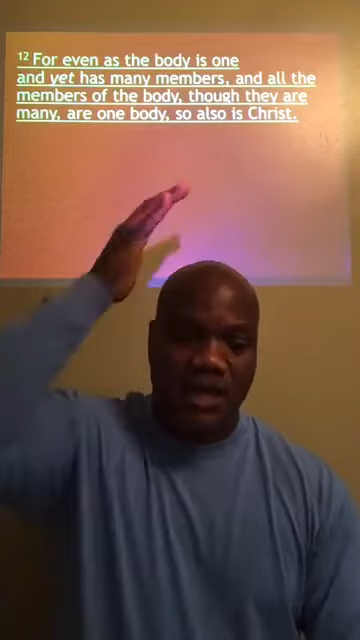 12 For even as the body is one
and yet has many members, and all the
members of the body, though they are
many, are one body, so also is Christ.